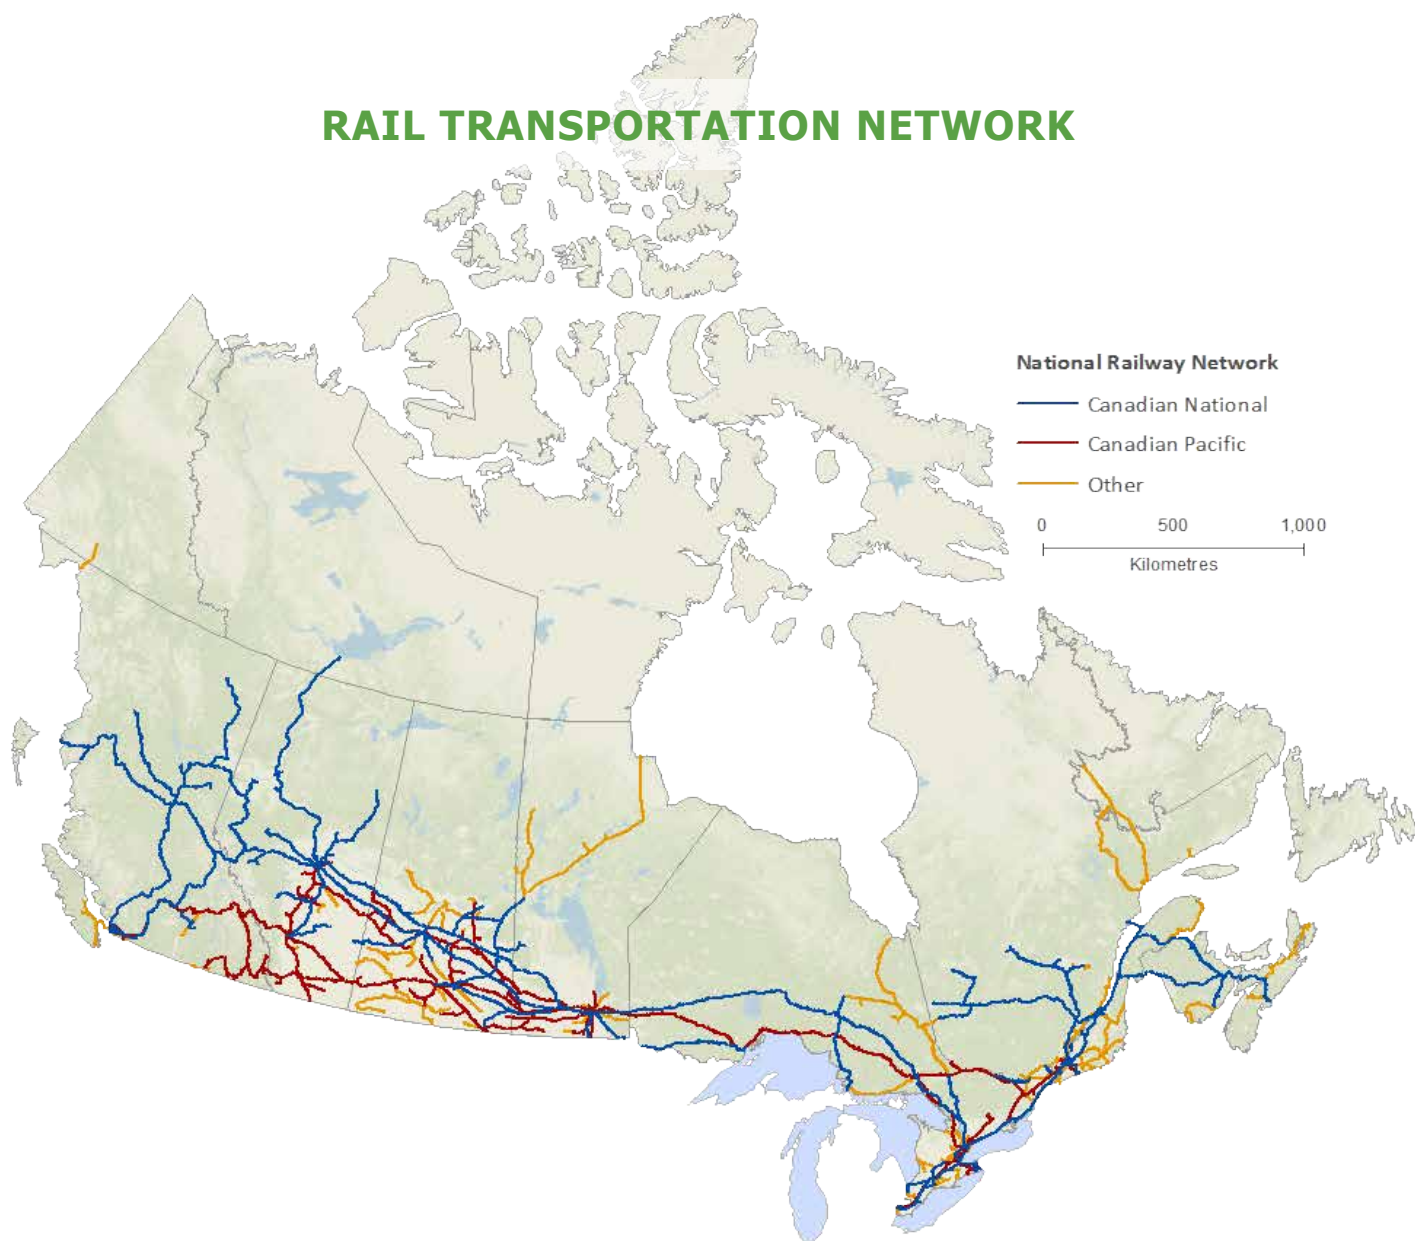 RAIL TRANSPORTATION NETWORK
National Railway Network
Canadian National
Canadian Pacific
Other
0 500 1,000
Kilometres